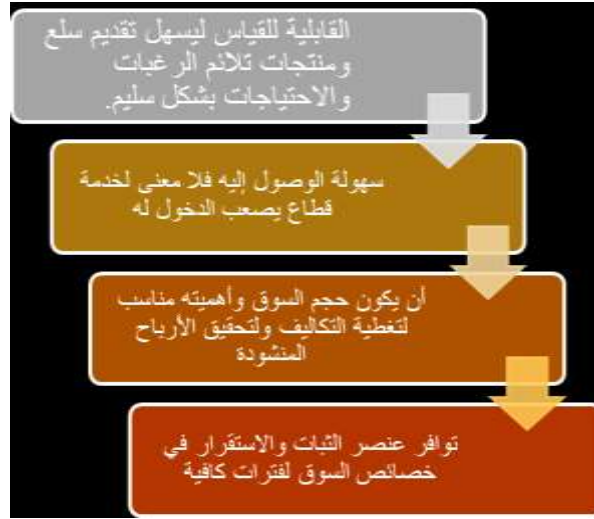 القابلية للقياس ليسهل تقديم سلع
ومنتجات تلائم الرغبات
والاحتياجات بشكل سليم.
سهولة الوصول إليه فلا معنى لخدمة
قطاع يصعب الدخول له
أن يكون حجم السوق وأهميته مناسب
لتغطية التكاليف ولتحقيق الأرباح
المنشودة
توافر عنصر الثبات والاستقرار في
خصائص السوق لفترات كافية